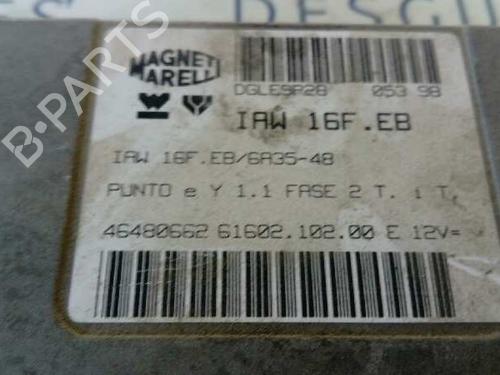 DESGU
MAGNETI
MARELLI
DGLE9A28 053 98
IAW 16F.EB
IAW 16F.EB/6A35-48
PUNTO e Y 1.1 FASE 2 T. i T.
46480662 61602.102.00 E 12V=
B-PARTS